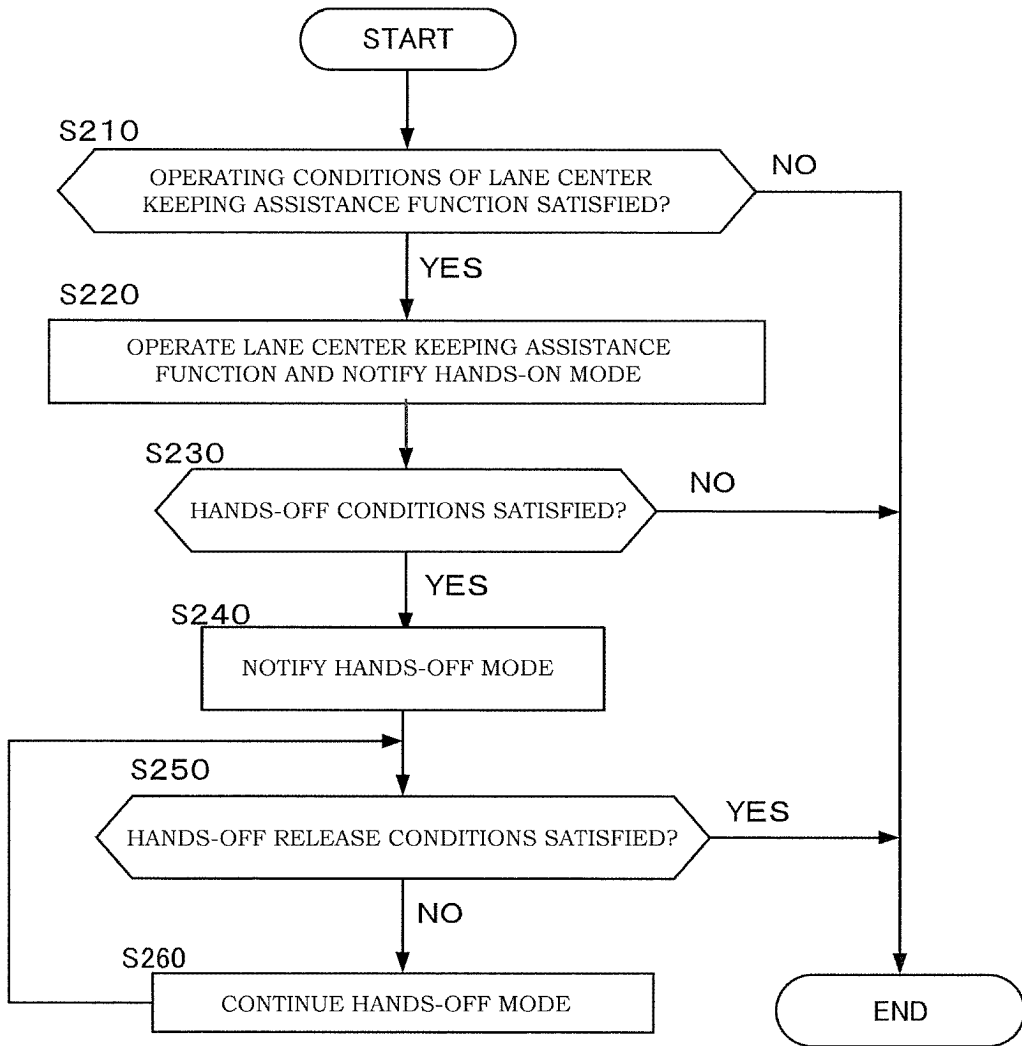 START
S210
OPERATING CONDITIONS OF LANE CENTER
KEEPING ASSISTANCE FUNCTION SATISFIED?
NO
YES
S220
OPERATE LANE CENTER KEEPING ASSISTANCE
FUNCTION AND NOTIFY HANDS-ON MODE
S230
HANDS-OFF CONDITIONS SATISFIED?
NO
YES
S240
NOTIFY HANDS-OFF MODE
S250
HANDS-OFF RELEASE CONDITIONS SATISFIED?
YES
NO
S260
CONTINUE HANDS-OFF MODE
END